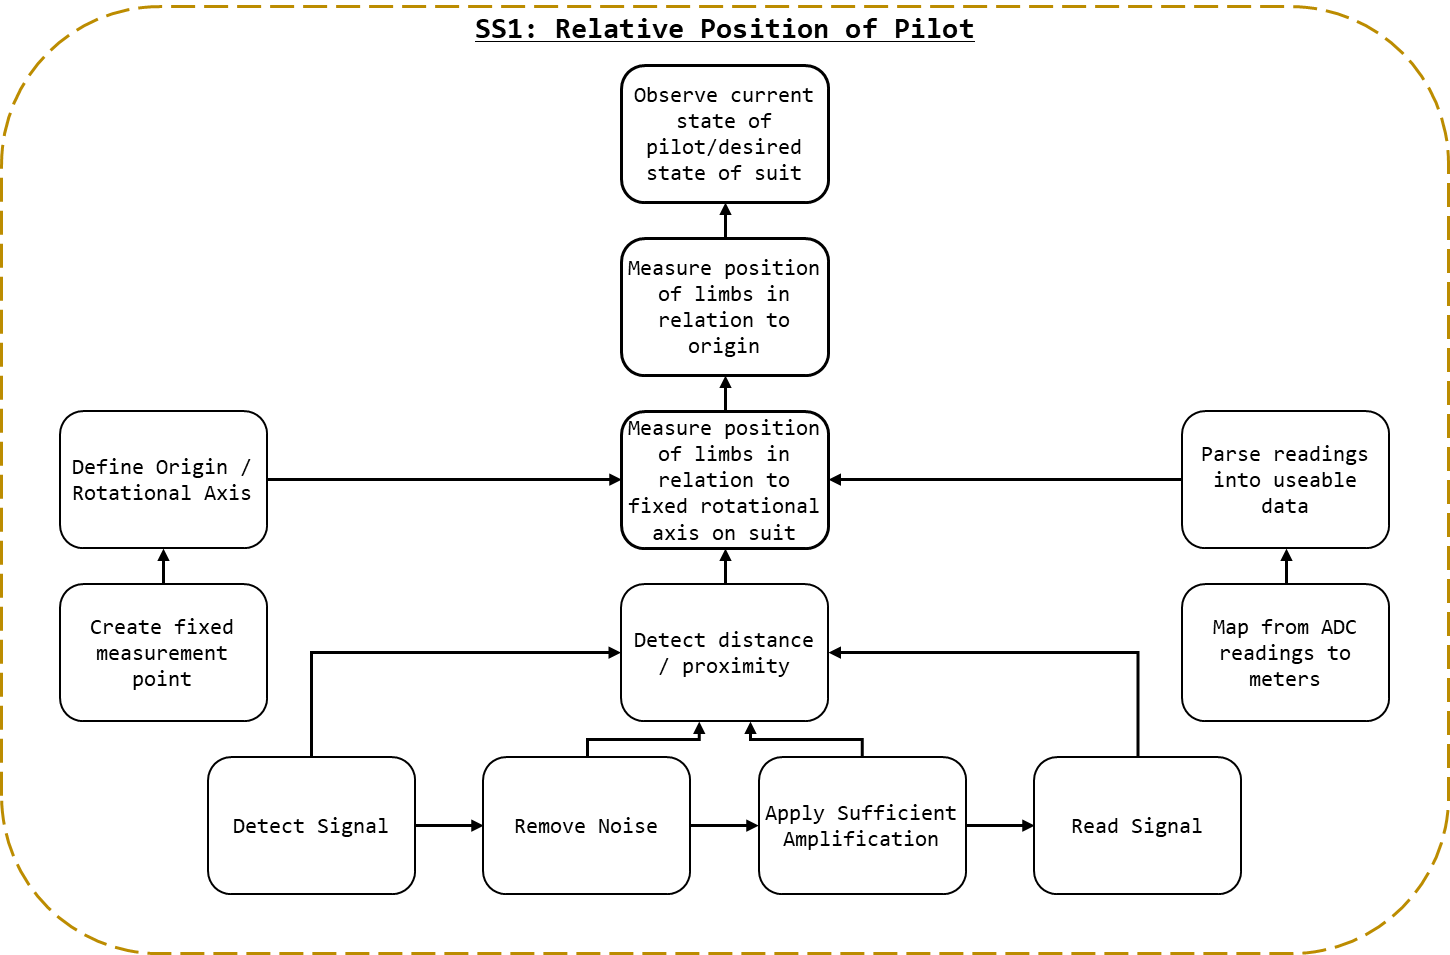 SS1: Relative Position of Pilot
Observe current
state of
pilot/desired
state of suit
Measure position
of limbs in
relation to
origin
Define Origin /
Rotational Axis
Measure position
of limbs in
relation to
fixed rotational
axis on suit
Parse readings
into useable
data
Create fixed
measurement
point
Detect distance
/ proximity
Map from ADC
readings to
meters
Detect Signal
Remove Noise
Apply Sufficient
Amplification
Read Signal